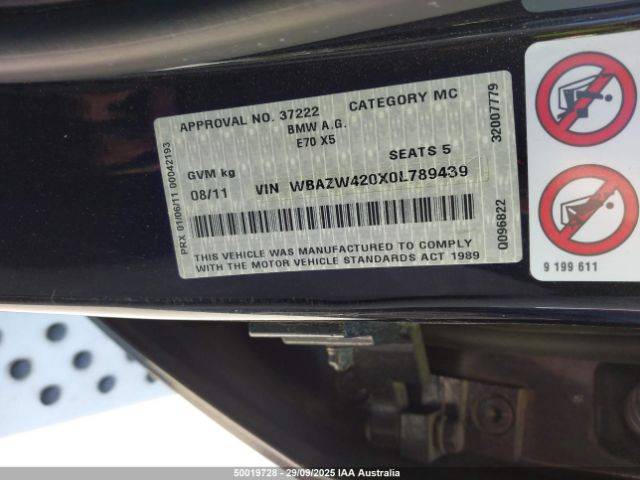 APPROVAL NO. 37222 CATEGORY MC
BMW A.G.
E70 X5
GVM kg SEATS 5
08/11 VIN WBAZW420X0L789439
THIS VEHICLE WAS MANUFACTURED TO COMPLY
WITH THE MOTOR VEHICLE STANDARDS ACT 1989
PRX 01/06/11 00042193
32007779
Q096822
9 199 611
50019728 - 29/09/2025 IAA Australia